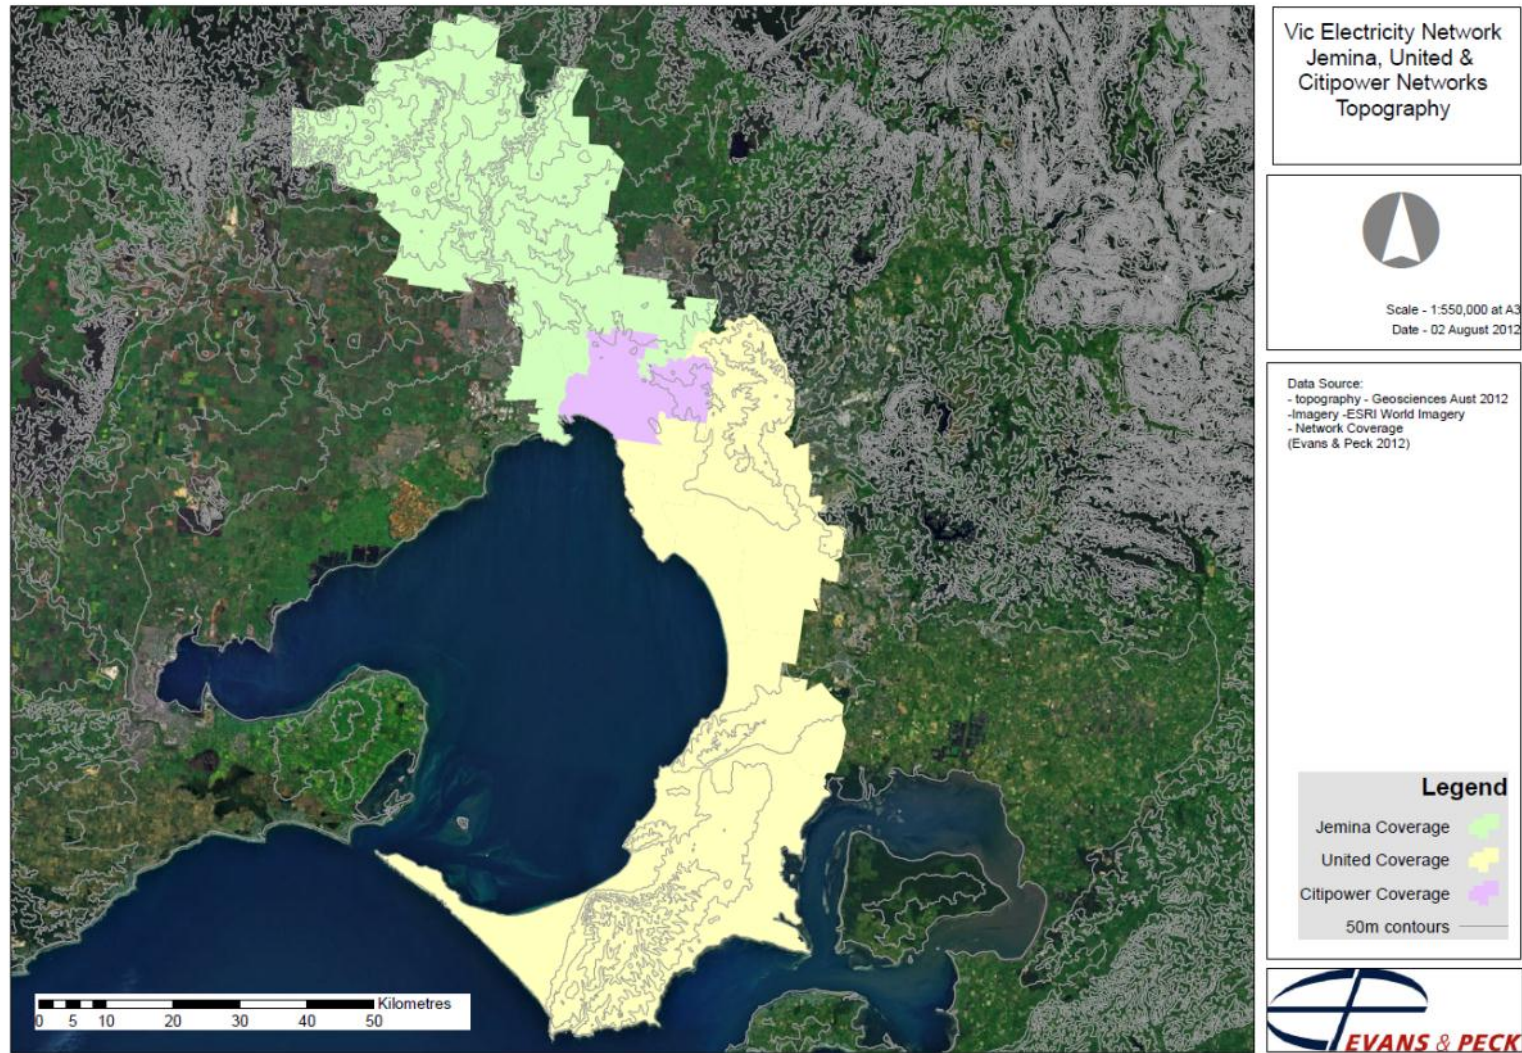 Vic Electricity Network
Jemina, United &
Citipower Networks
Topography
Scale - 1:550,000 at A3
Date - 02 August 2012
Data Source:
- topography - Geosciences Aust 2012
-Imagery -ESRI World Imagery
- Network Coverage
(Evans & Peck 2012)
Legend
Jemina Coverage
United Coverage
Citipower Coverage
50m contours
Kilometres
0 5 10 20 30 40 50
EVANS & PECK